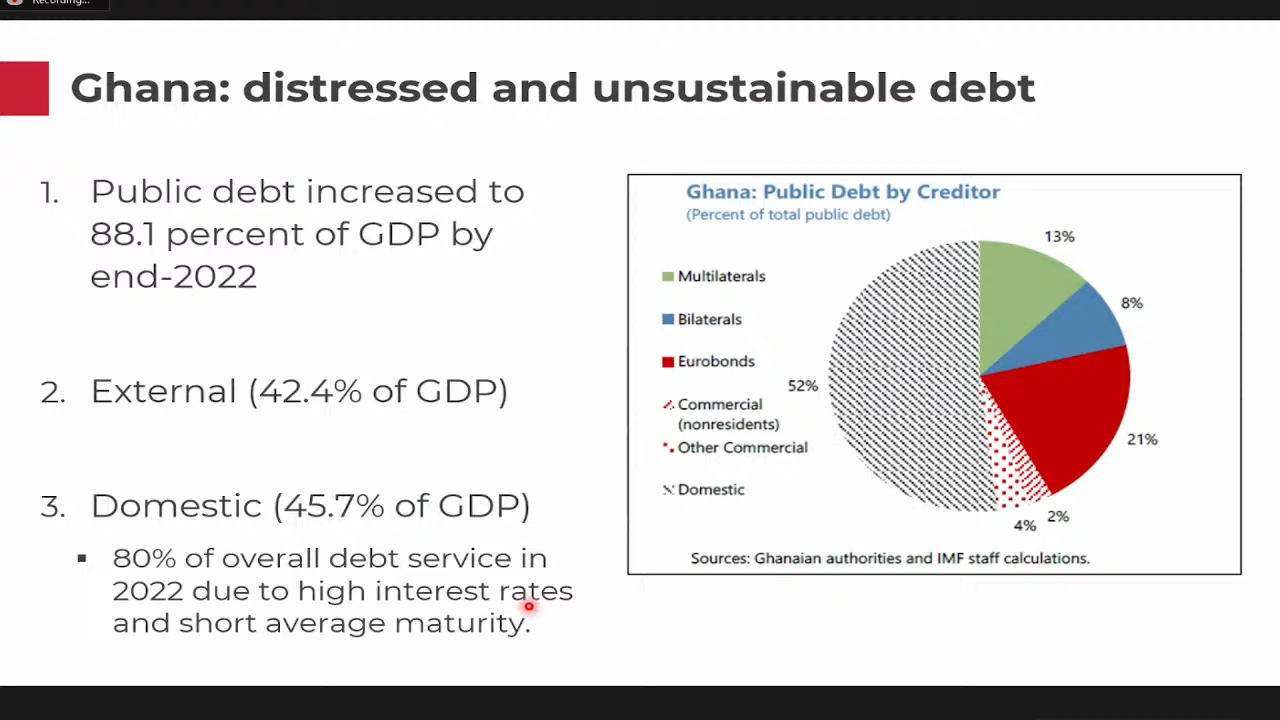 Recording...
Ghana: distressed and unsustainable debt
1. Public debt increased to
88.1 percent of GDP by
end-2022
2. External (42.4% of GDP)
3. Domestic (45.7% of GDP)
▪ 80% of overall debt service in
2022 due to high interest rates
and short average maturity.
Ghana: Public Debt by Creditor
(Percent of total public debt)
Multilaterals
Bilaterals
Eurobonds
Commercial
(nonresidents)
Other Commercial
Domestic
13%
8%
21%
2%
4%
52%
Sources: Ghanaian authorities and IMF staff calculations.